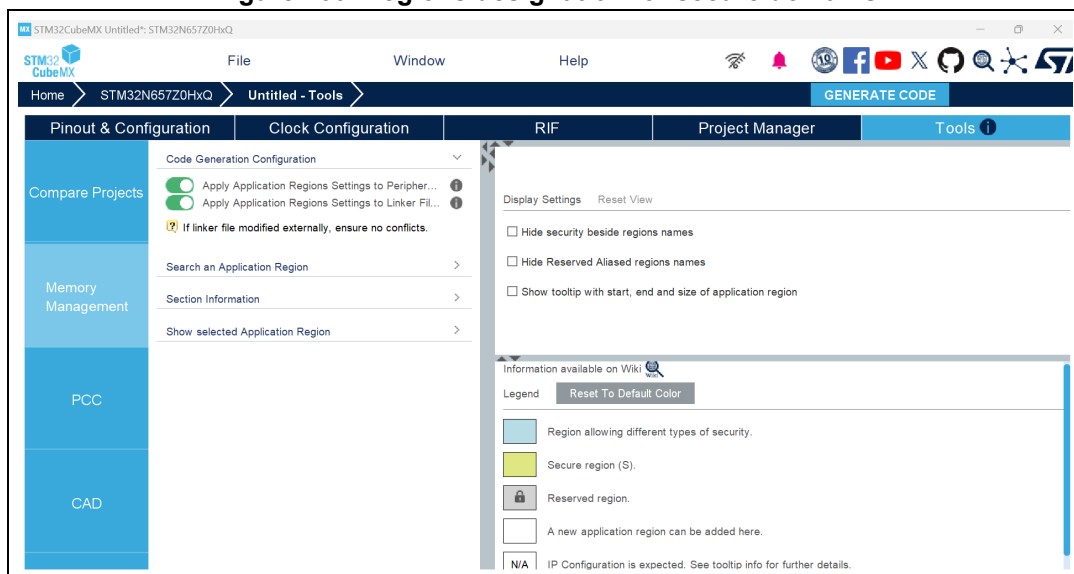 STM32CubeMX Untitled*: STM32N657Z0HxQ
STM32 CubeMX
File
Window
Help
Home
STM32N657Z0HxQ
Untitled - Tools
GENERATE CODE
Pinout & Configuration
Clock Configuration
RIF
Project Manager
Tools
Compare Projects
Memory Management
PCC
CAD
Code Generation Configuration
Apply Application Regions Settings to Peripher...
Apply Application Regions Settings to Linker Fil...
If linker file modified externally, ensure no conflicts.
Search an Application Region
Section Information
Show selected Application Region
Display Settings Reset View
Hide security beside regions names
Hide Reserved Aliased regions names
Show tooltip with start, end and size of application region
Information available on Wiki
Legend Reset To Default Color
Region allowing different types of security.
Secure region (S).
Reserved region.
A new application region can be added here.
N/A IP Configuration is expected. See tooltip info for further details.